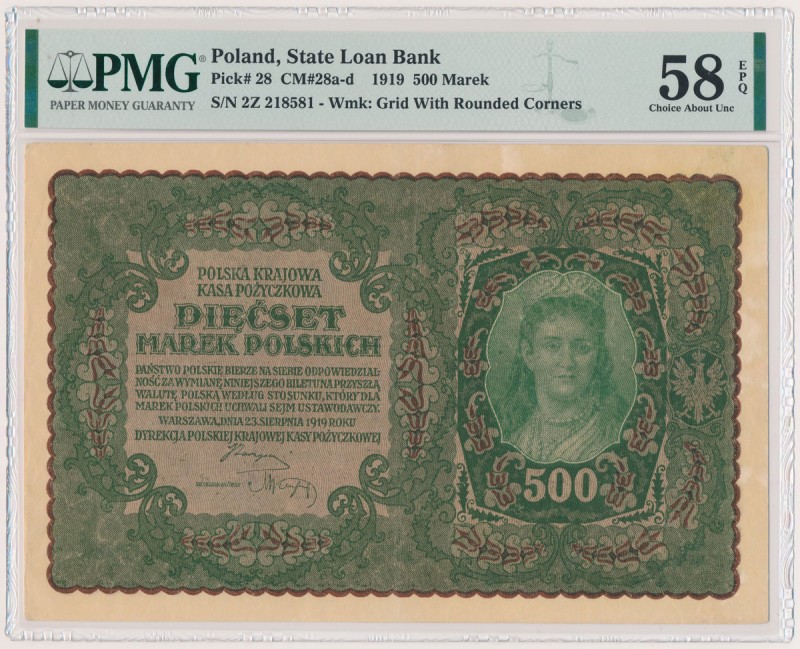 PMG®
PAPER MONEY GUARANTY
Poland, State Loan Bank
Pick# 28 CM#28a-d 1919 500 Marek
S/N 2Z 218581 - Wmk: Grid With Rounded Corners
58
EPQ
Choice About Unc
POLSKA KRAJOWA
KASA POŻYCZKOWA
PIĘĆSET
MAREK POLSKICH
PAŃSTWO POLSKIE BIERZE NA SIEBIE ODPOWIEDZIAL-
NOŚĆ ZA WYMIANĘ NINIEJSZEGO BILETU NA PRZYSZŁĄ
WALUTĘ POLSKĄ WEDŁUG STOSUNKU, KTÓRY DLA
MAREK POLSKICH UCHWALI SEJM USTAWODAWCZY.
WARSZAWA, DNIA 23. SIERPNIA 1919 ROKU
DYREKCJA POLSKIEJ KRAJOWEJ KASY POŻYCZKOWEJ
500